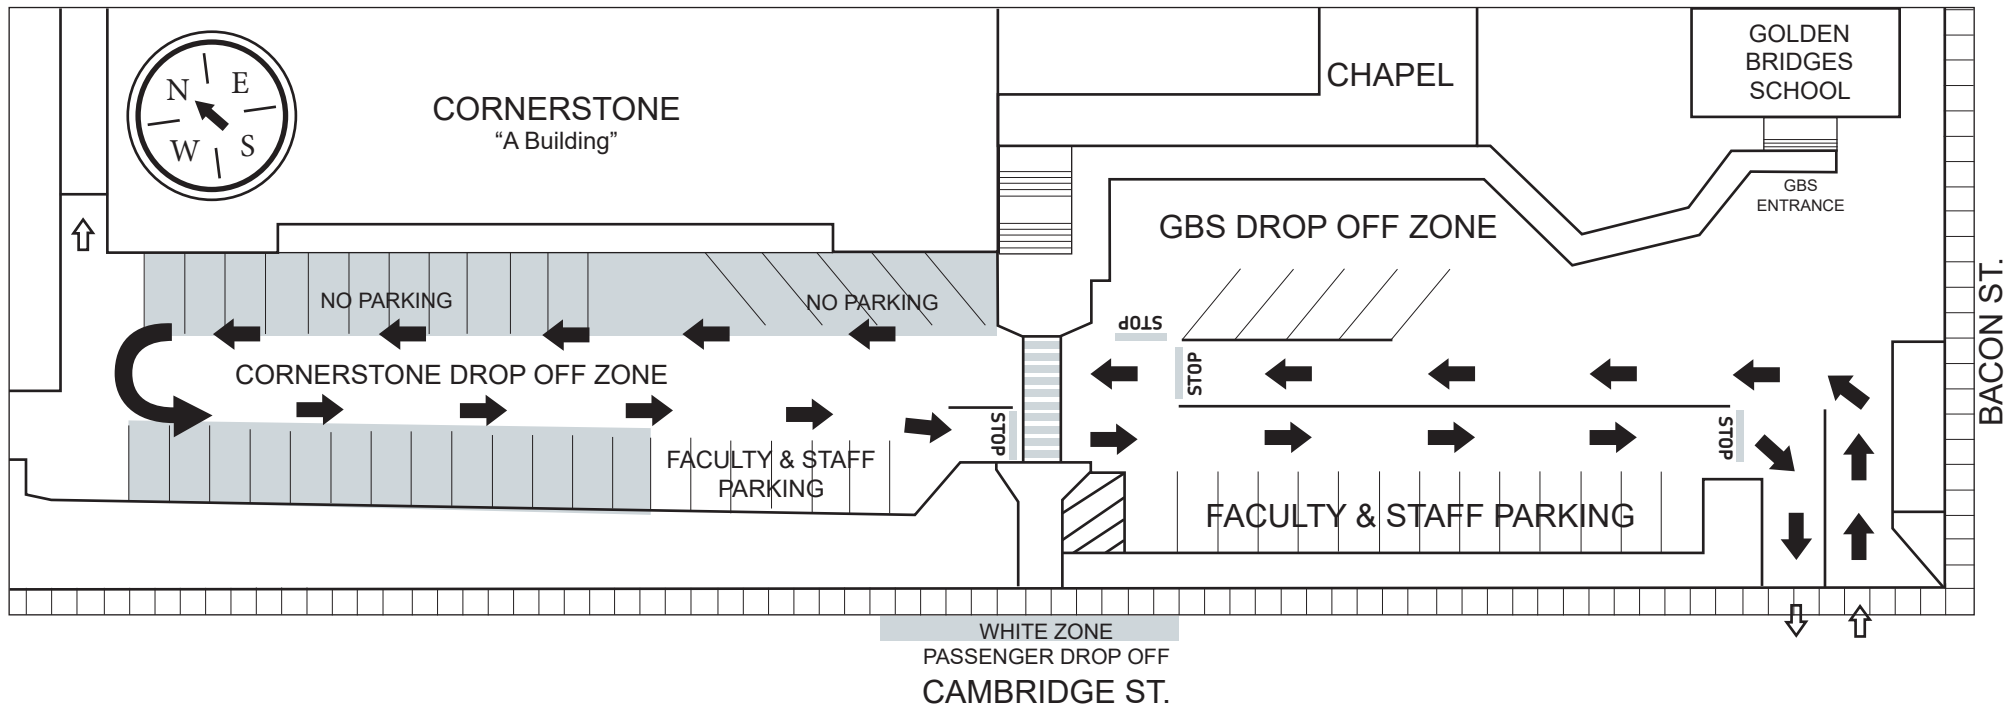 GOLDEN
BRIDGES
SCHOOL
CHAPEL
N E
W S
CORNERSTONE
“A Building”
GBS
ENTRANCE
GBS DROP OFF ZONE
NO PARKING
NO PARKING
STOP
STOP
CORNERSTONE DROP OFF ZONE
STOP
STOP
FACULTY & STAFF
PARKING
FACULTY & STAFF PARKING
BACON ST.
WHITE ZONE
PASSENGER DROP OFF
CAMBRIDGE ST.